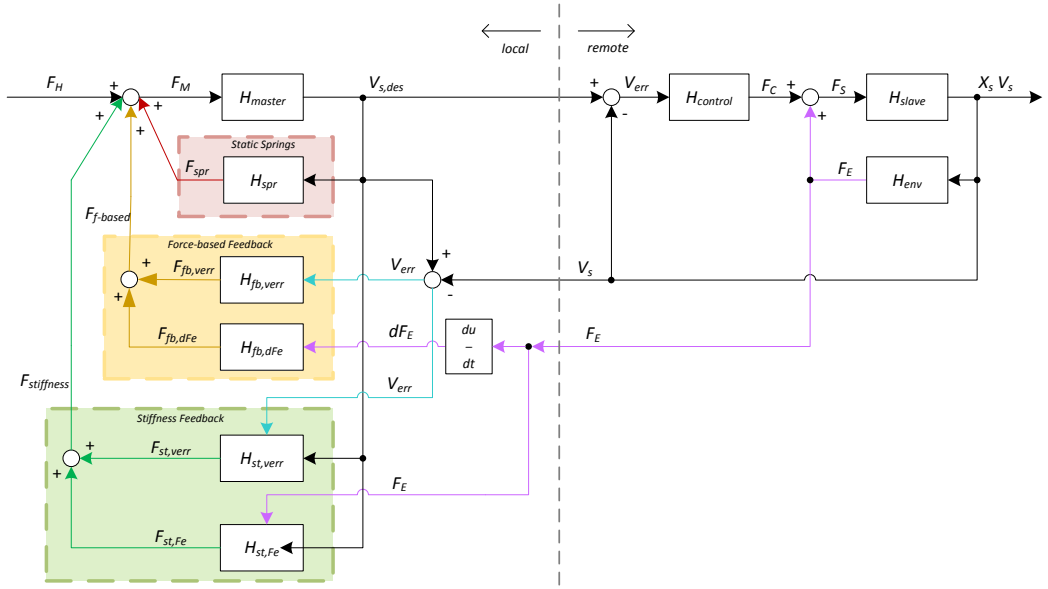 local
remote
F_H
+
+
+
+
F_M
H_master
V_s,des
+
-
V_err
H_control
F_C
+
+
F_S
H_slave
X_s V_s
Static Springs
F_spr
H_spr
F_E
H_env
F_f-based
Force-based Feedback
+
+
F_fb,verr
H_fb,verr
V_err
+
-
V_s
F_fb,dFe
H_fb,dFe
dF_E
du
–
dt
F_E
F_stiffness
V_err
Stiffness Feedback
+
+
F_st,verr
H_st,verr
F_E
F_st,Fe
H_st,Fe